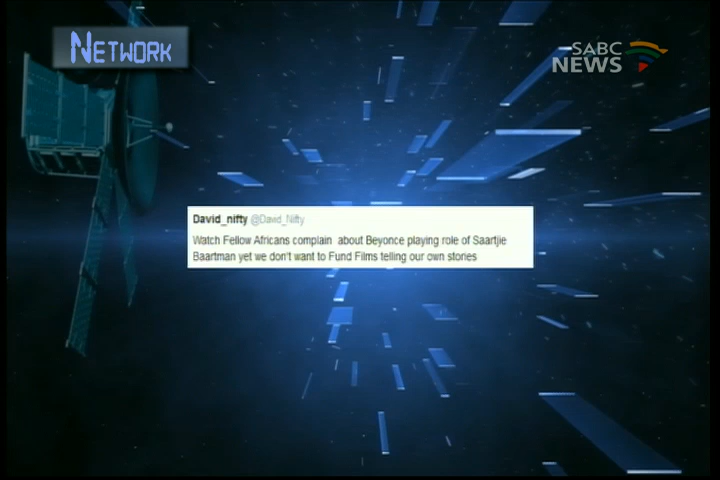 NETWORK
SABC
NEWS
David_nifty @David_Nifty
Watch Fellow Africans complain about Beyonce playing role of Saartjie
Baartman yet we don't want to Fund Films telling our own stories